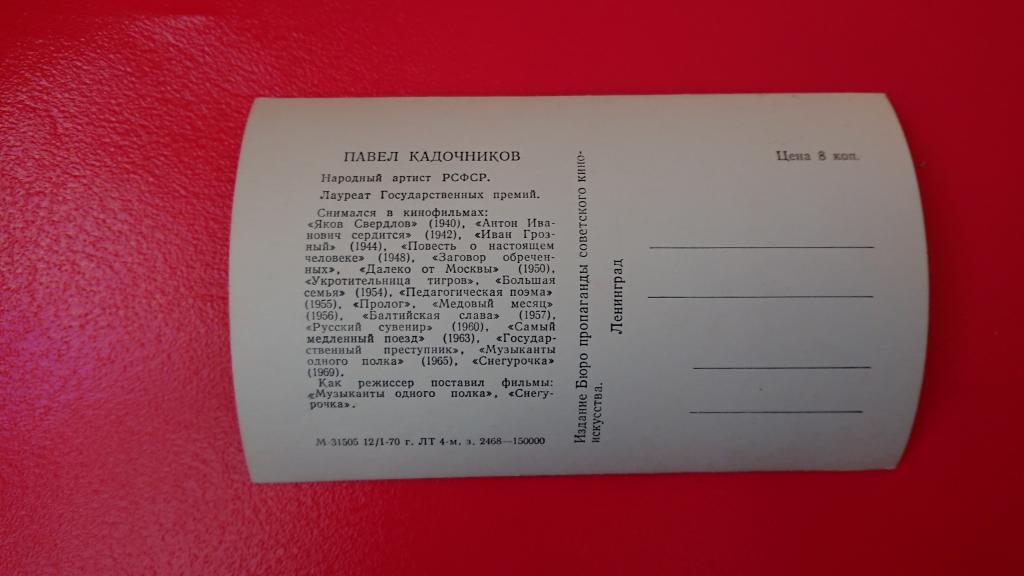 ПАВЕЛ КАДОЧНИКОВ
Народный артист РСФСР.
Лауреат Государственных премий.
Снимался в кинофильмах:
«Яков Свердлов» (1940), «Антон Ива-
нович сердится» (1942), «Иван Гроз-
ный» (1944), «Повесть о настоящем
человеке» (1948), «Заговор обречен-
ных», «Далеко от Москвы» (1950),
«Укротительница тигров», «Большая
семья» (1954), «Педагогическая поэма»
(1955), «Пролог», «Медовый месяц»
(1956), «Балтийская слава» (1957),
«Русский сувенир» (1960), «Самый
медленный поезд» (1963), «Государ-
ственный преступник», «Музыканты
одного полка» (1965), «Снегурочка»
(1969).
Как режиссер поставил фильмы:
«Музыканты одного полка», «Снегу-
рочка».
М-31505 12/I-70 г. ЛТ 4-м, з. 2468—150000
Издание Бюро пропаганды советского кино-
искусства.
Ленинград
Цена 8 коп.